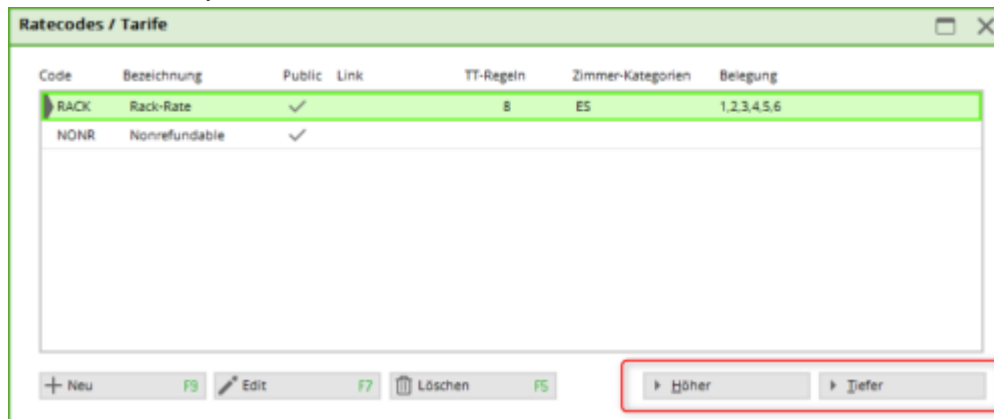 Ratecodes / Tarife
Code Bezeichnung Public Link TT-Regeln Zimmer-Kategorien Belegung
RACK Rack-Rate 8 ES 1,2,3,4,5,6
NONR Nonrefundable
Neu F9 Edit F7 Löschen F5 Höher Tiefer